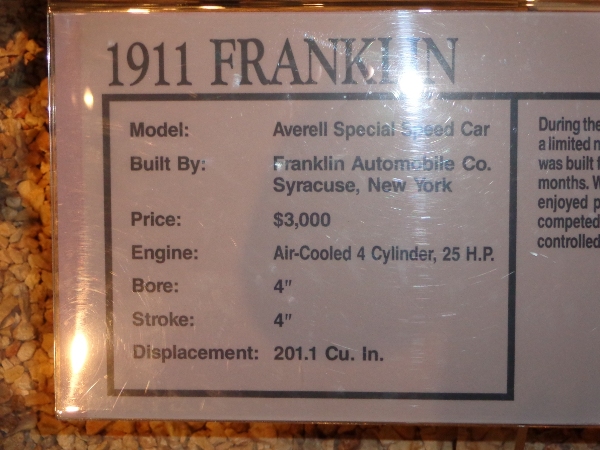 1911 FRANKLIN
Model: Averell Special Speed Car
Built By: Franklin Automobile Co.
Syracuse, New York
Price: $3,000
Engine: Air-Cooled 4 Cylinder, 25 H.P.
Bore: 4"
Stroke: 4"
Displacement: 201.1 Cu. In.
During the
a limited
was built
months.
enjoyed
competed
controlled